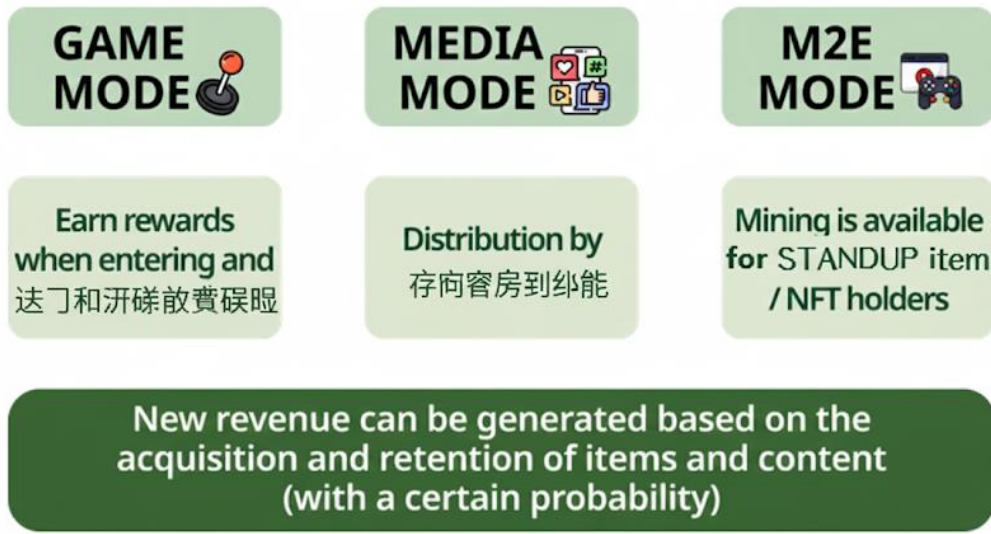 GAME
MODE
MEDIA
MODE
M2E
MODE
Earn rewards
when entering and
Distribution by
Mining is available
for STANDUP item
/ NFT holders
New revenue can be generated based on the
acquisition and retention of items and content
(with a certain probability)